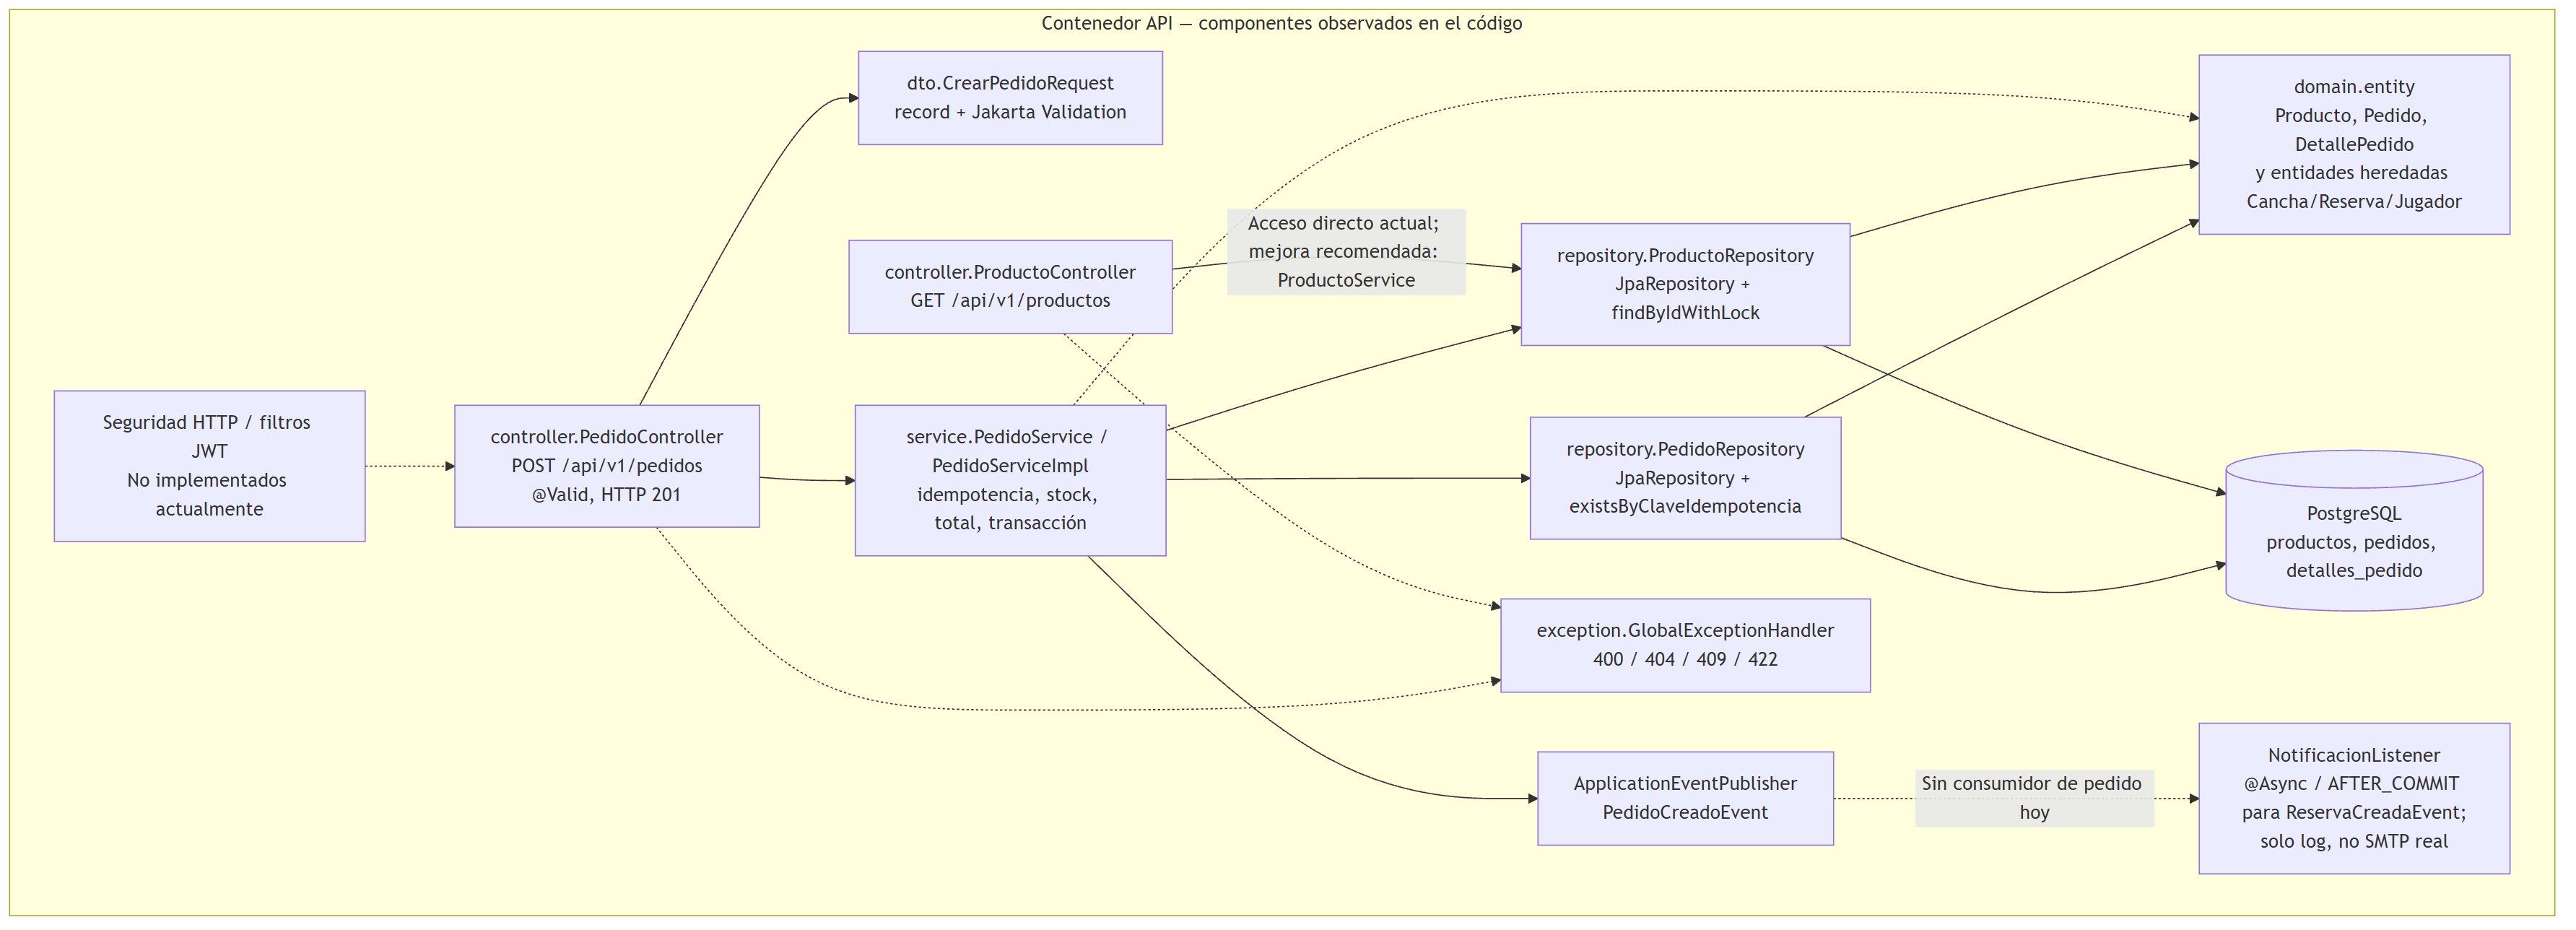 Contenedor API — componentes observados en el código
dto.CrearPedidoRequest
record + Jakarta Validation
domain.entity
Producto, Pedido,
DetallePedido
y entidades heredadas
Cancha/Reserva/Jugador
Acceso directo actual;
mejora recomendada:
ProductoService
controller.ProductoController
GET /api/v1/productos
repository.ProductoRepository
JpaRepository +
findByIdWithLock
Seguridad HTTP / filtros
JWT
No implementados
actualmente
controller.PedidoController
POST /api/v1/pedidos
@Valid, HTTP 201
service.PedidoService /
PedidoServiceImpl
idempotencia, stock,
total, transacción
repository.PedidoRepository
JpaRepository +
existsByClaveIdempotencia
PostgreSQL
productos, pedidos,
detalles_pedido
exception.GlobalExceptionHandler
400 / 404 / 409 / 422
ApplicationEventPublisher
PedidoCreadoEvent
Sin consumidor de pedido
hoy
NotificacionListener
@Async / AFTER_COMMIT
para ReservaCreadaEvent;
solo log, no SMTP real